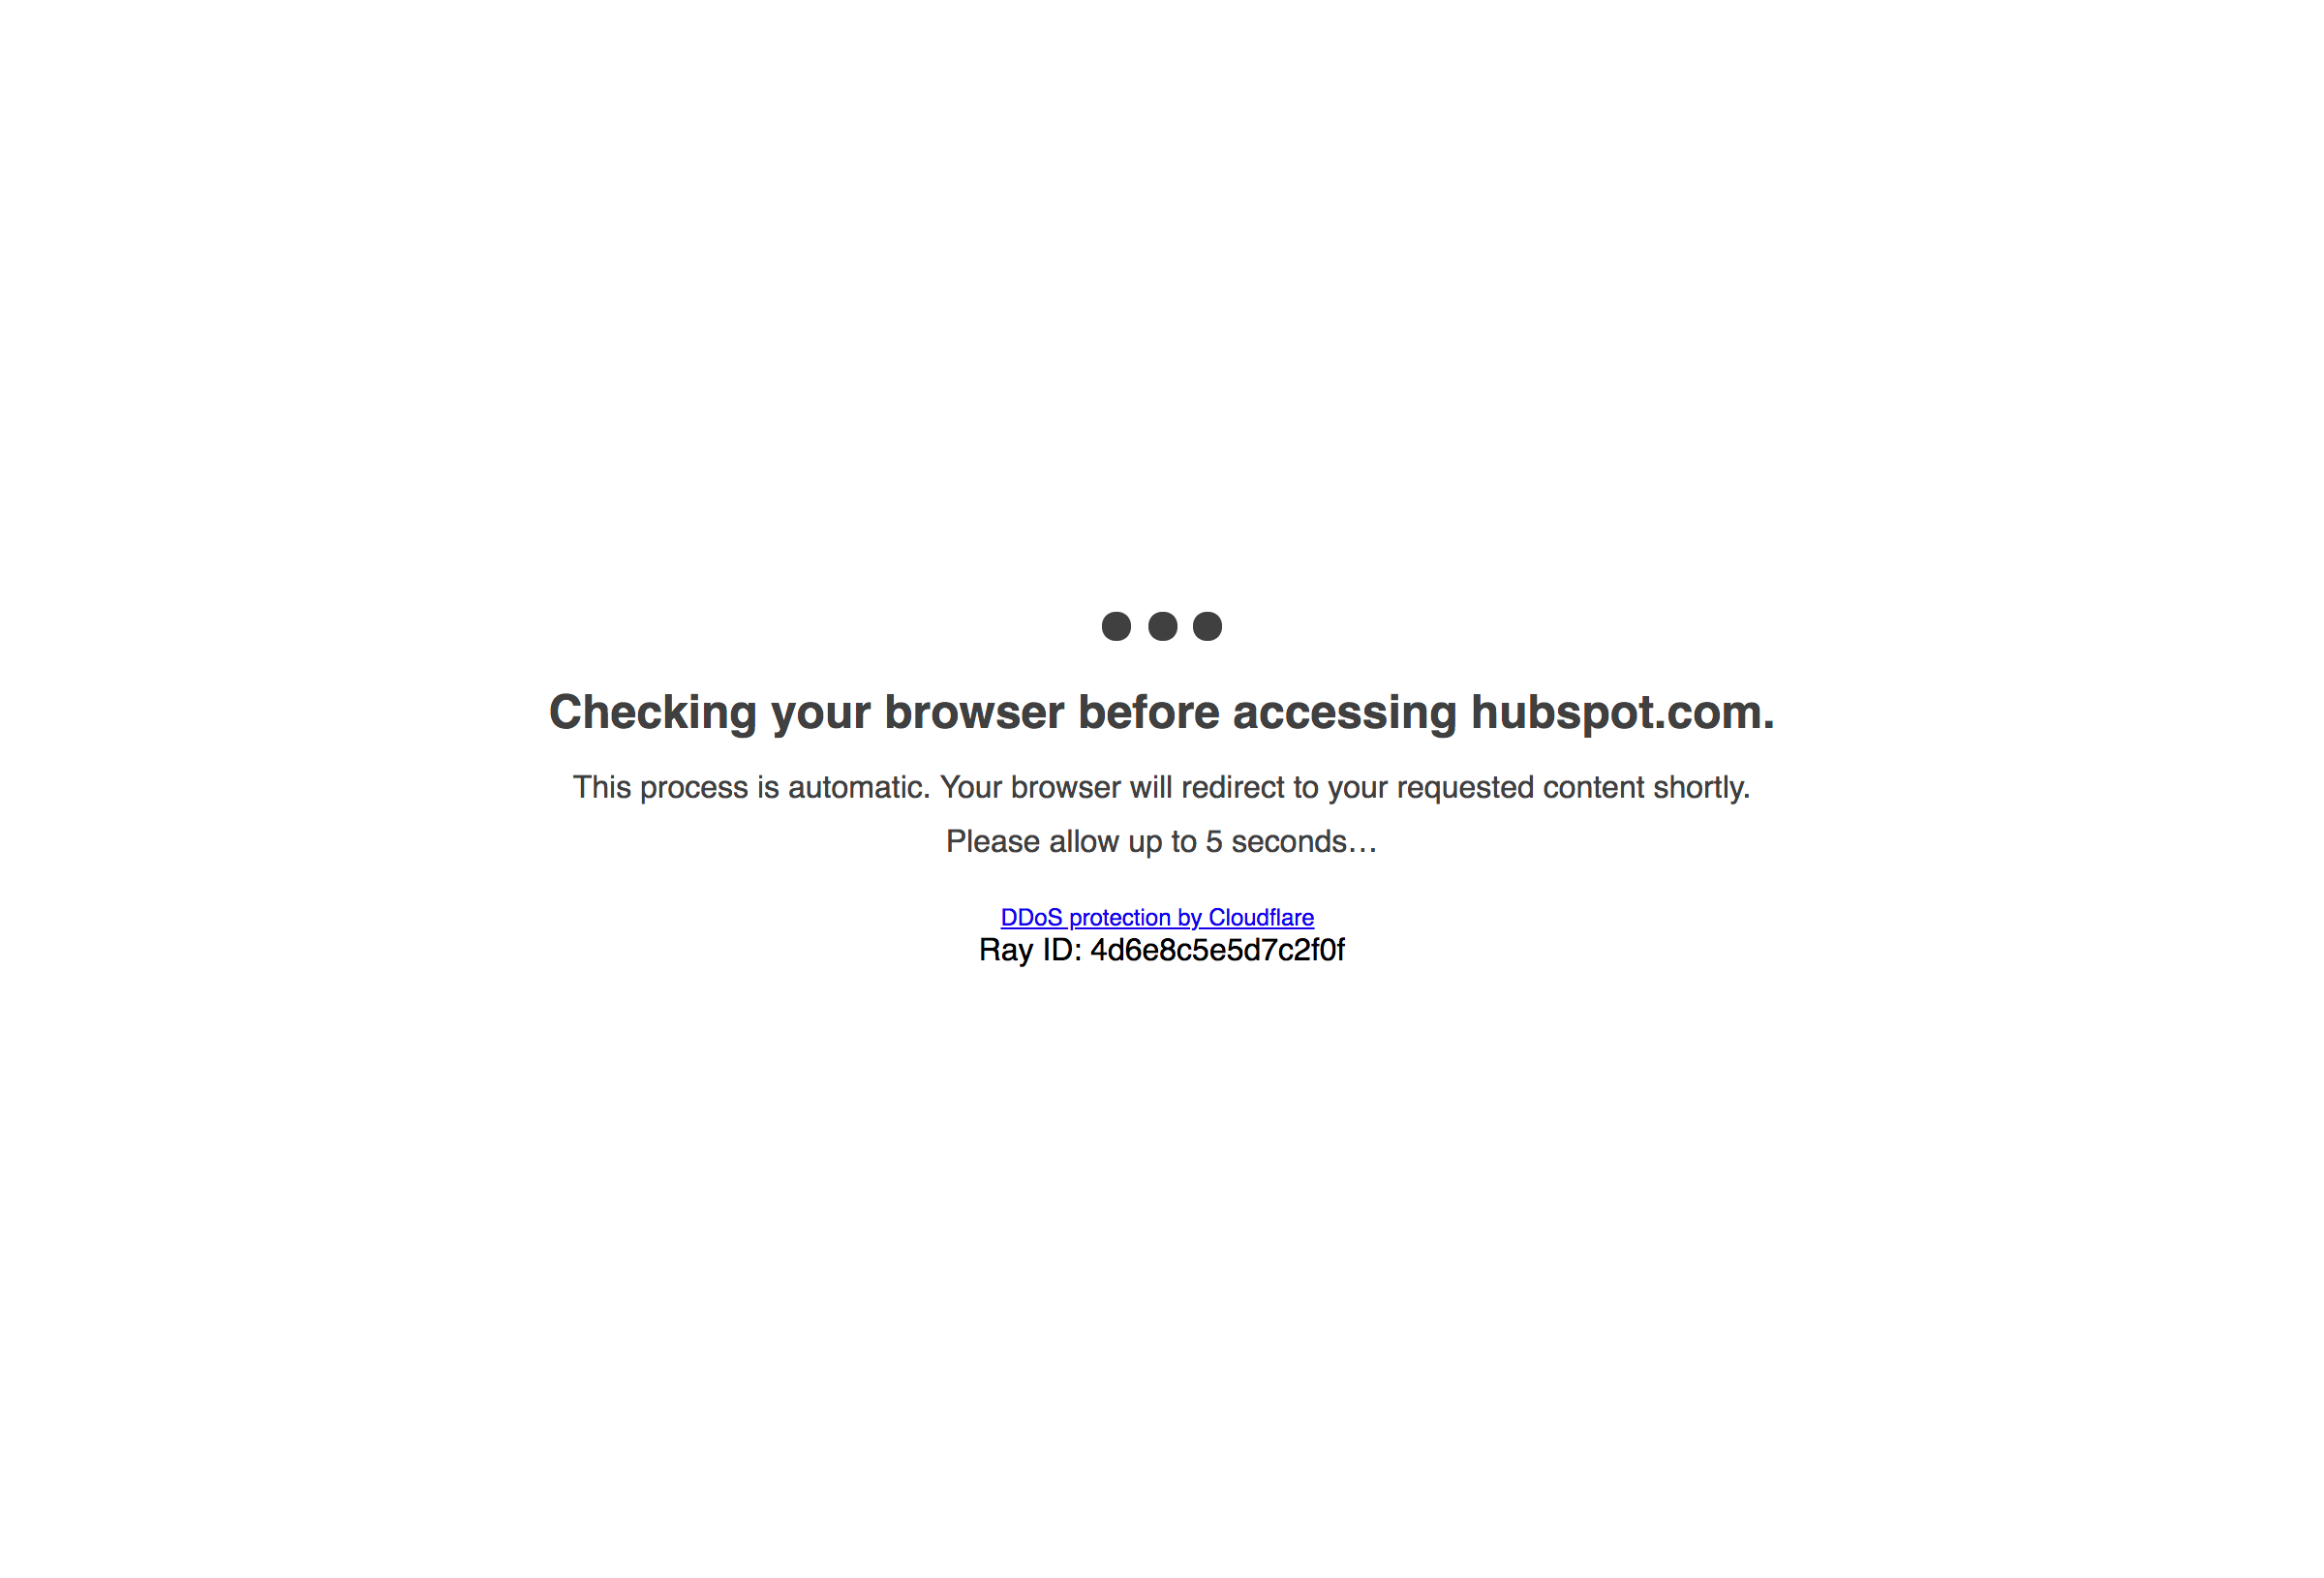 Checking your browser before accessing hubspot.com.
This process is automatic. Your browser will redirect to your requested content shortly.
Please allow up to 5 seconds…
DDoS protection by Cloudflare
Ray ID: 4d6e8c5e5d7c2f0f